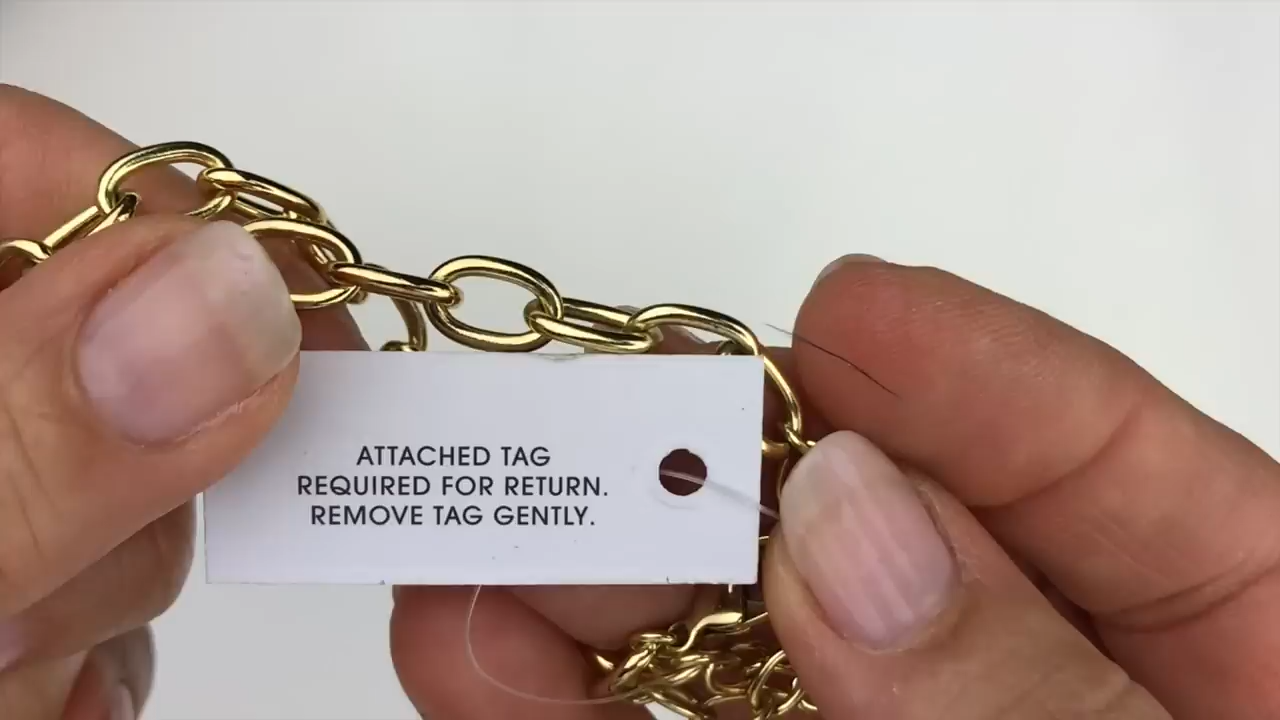 ATTACHED TAG
REQUIRED FOR RETURN.
REMOVE TAG GENTLY.